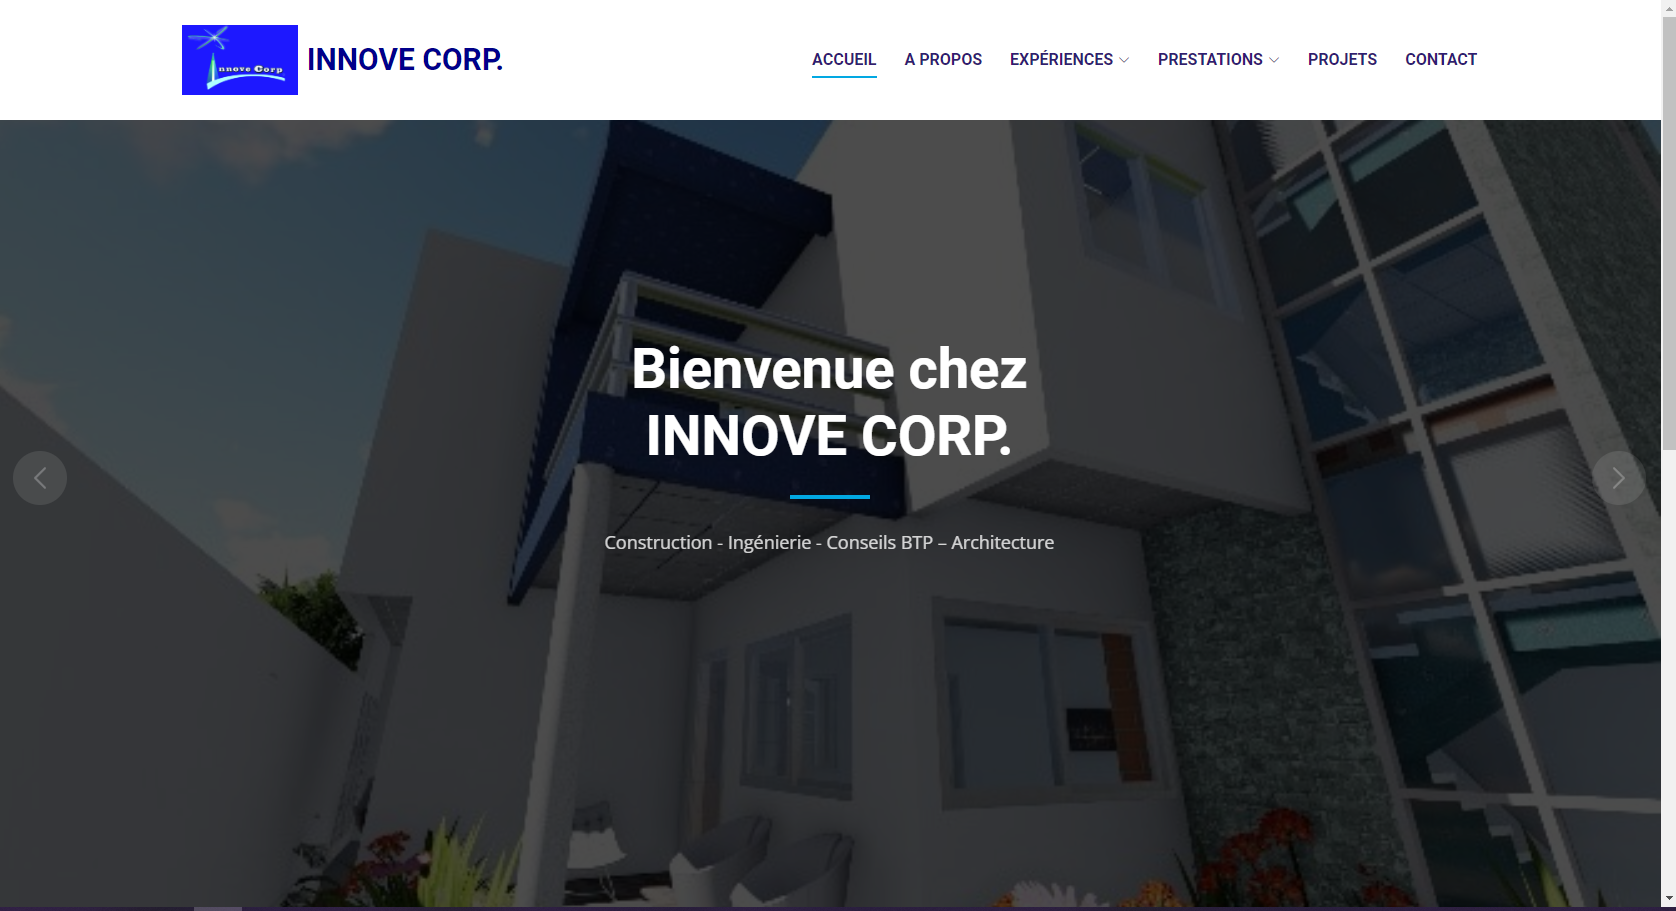 Innove Corp
INNOVE CORP.
ACCUEIL
A PROPOS
EXPÉRIENCES
PRESTATIONS
PROJETS
CONTACT
Bienvenue chez
INNOVE CORP.
Construction - Ingénierie - Conseils BTP – Architecture